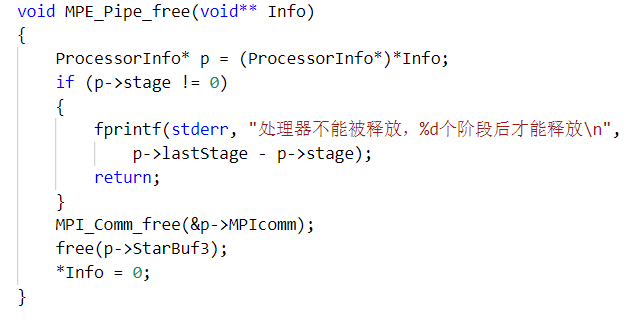 void MPE_Pipe_free(void** Info)
{
    ProcessorInfo* p = (ProcessorInfo*)*Info;
    if (p->stage != 0)
    {
        fprintf(stderr, "处理器不能被释放，%d个阶段后才能释放\n",
            p->lastStage - p->stage);
        return;
    }
    MPI_Comm_free(&p->MPIcomm);
    free(p->StarBuf3);
    *Info = 0;
}